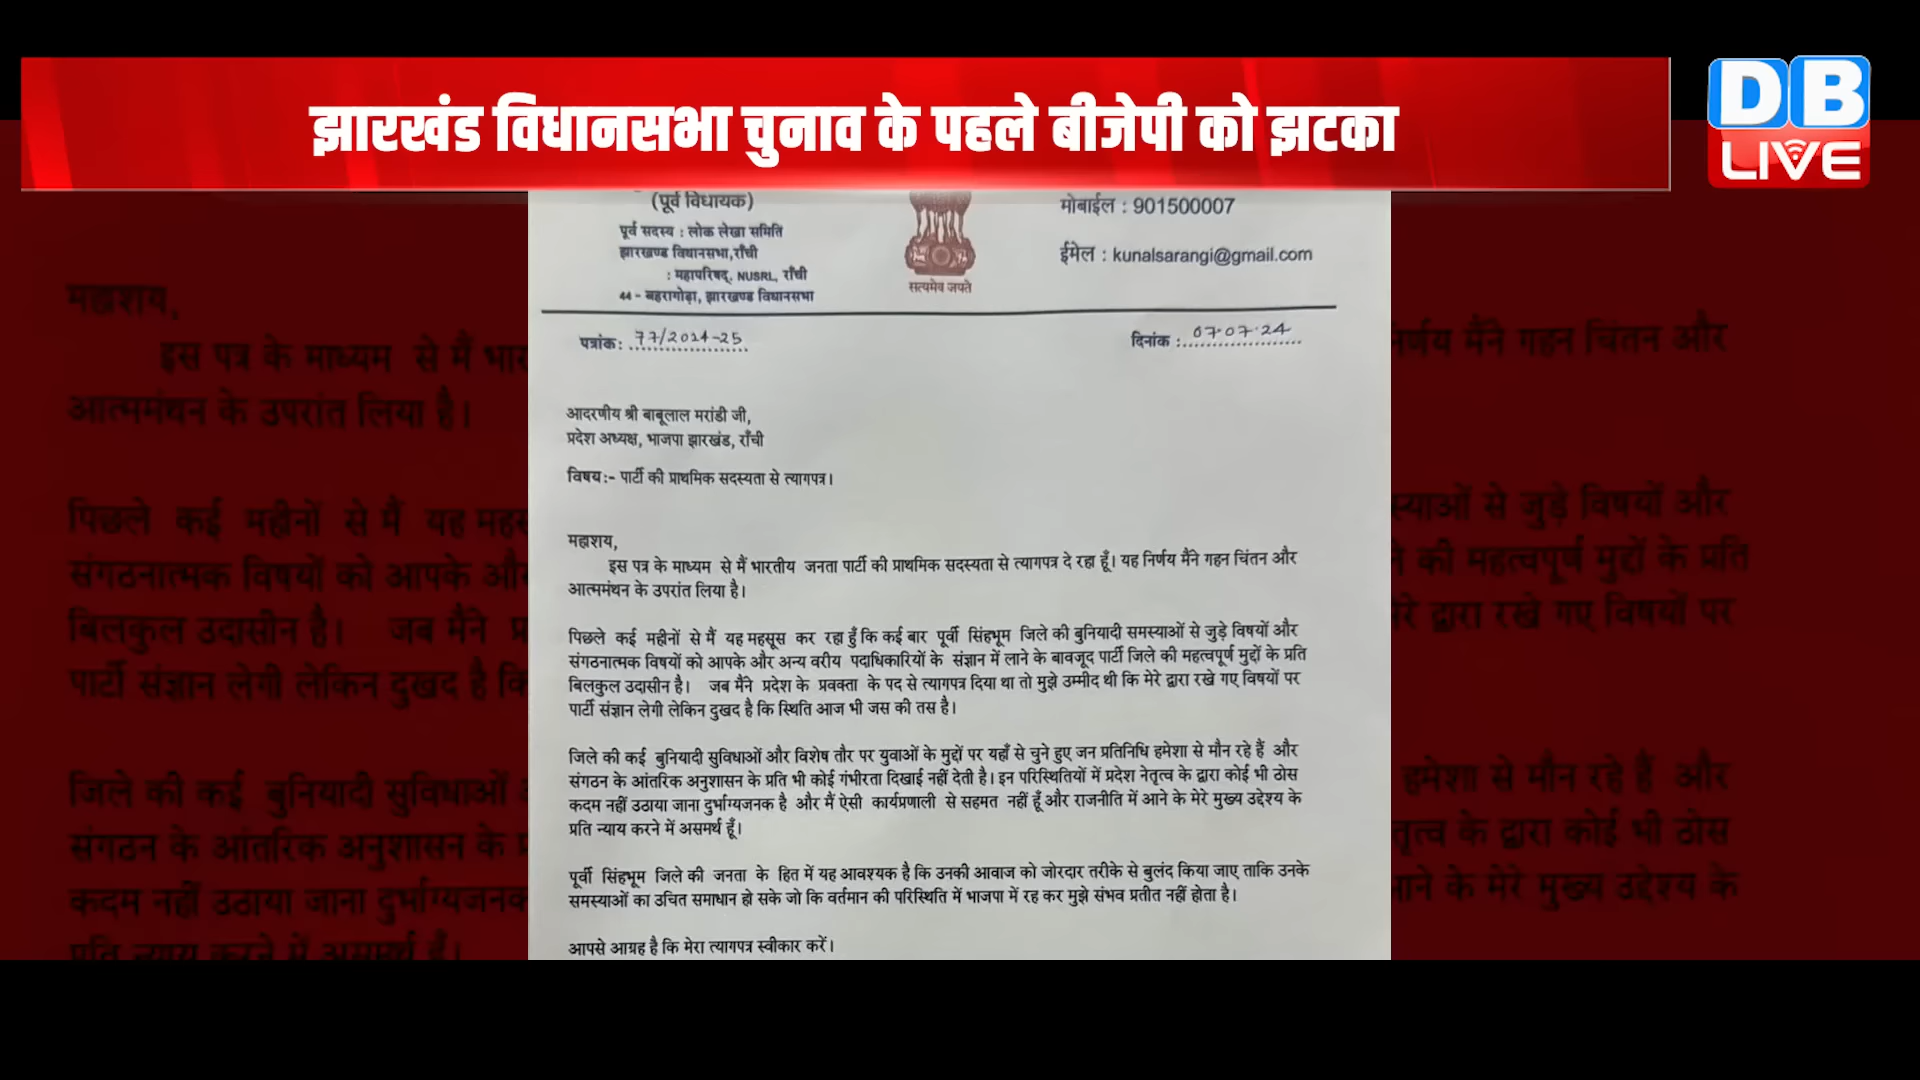 झारखंड विधानसभा चुनाव के पहले बीजेपी को झटका
DB
LIVE
(पूर्व विधायक)
पूर्व सदस्य : लोक लेखा समिति
झारखण्ड विधानसभा,राँची
: महापरिषद्, NUSRL, राँची
44 - बहरागोढ़ा, झारखण्ड विधानसभा
सत्यमेव जयते
मोबाईल : 901500007
ईमेल : kunalsarangi@gmail.com
पत्रांक: 77/2024-25
दिनांक : 07.07.24
आदरणीय श्री बाबूलाल मरांडी जी,
प्रदेश अध्यक्ष, भाजपा झारखंड, राँची
विषय:- पार्टी की प्राथमिक सदस्यता से त्यागपत्र।
महाशय,
इस पत्र के माध्यम से मैं भारतीय जनता पार्टी की प्राथमिक सदस्यता से त्यागपत्र दे रहा हूँ। यह निर्णय मैंने गहन चिंतन और
आत्ममंथन के उपरांत लिया है।
पिछले कई महीनों से मैं यह महसूस कर रहा हुँ कि कई बार पूर्वी सिंहभूम जिले की बुनियादी समस्याओं से जुड़े विषयों और
संगठनात्मक विषयों को आपके और अन्य वरीय पदाधिकारियों के संज्ञान में लाने के बावजूद पार्टी जिले की महत्वपूर्ण मुद्दों के प्रति
बिलकुल उदासीन है। जब मैंने प्रदेश के प्रवक्ता के पद से त्यागपत्र दिया था तो मुझे उम्मीद थी कि मेरे द्वारा रखे गए विषयों पर
पार्टी संज्ञान लेगी लेकिन दुखद है कि स्थिति आज भी जस की तस है।
जिले की कई बुनियादी सुविधाओं और विशेष तौर पर युवाओं के मुद्दों पर यहाँ से चुने हुए जन प्रतिनिधि हमेशा से मौन रहे हैं और
संगठन के आंतरिक अनुशासन के प्रति भी कोई गंभीरता दिखाई नहीं देती है। इन परिस्थितियों में प्रदेश नेतृत्व के द्वारा कोई भी ठोस
कदम नहीं उठाया जाना दुर्भाग्यजनक है और मैं ऐसी कार्यप्रणाली से सहमत नहीं हूँ और राजनीति में आने के मेरे मुख्य उद्देश्य के
प्रति न्याय करने में असमर्थ हूँ।
पूर्वी सिंहभूम जिले की जनता के हित में यह आवश्यक है कि उनकी आवाज को जोरदार तरीके से बुलंद किया जाए ताकि उनके
समस्याओं का उचित समाधान हो सके जो कि वर्तमान की परिस्थिति में भाजपा में रह कर मुझे संभव प्रतीत नहीं होता है।
आपसे आग्रह है कि मेरा त्यागपत्र स्वीकार करें।